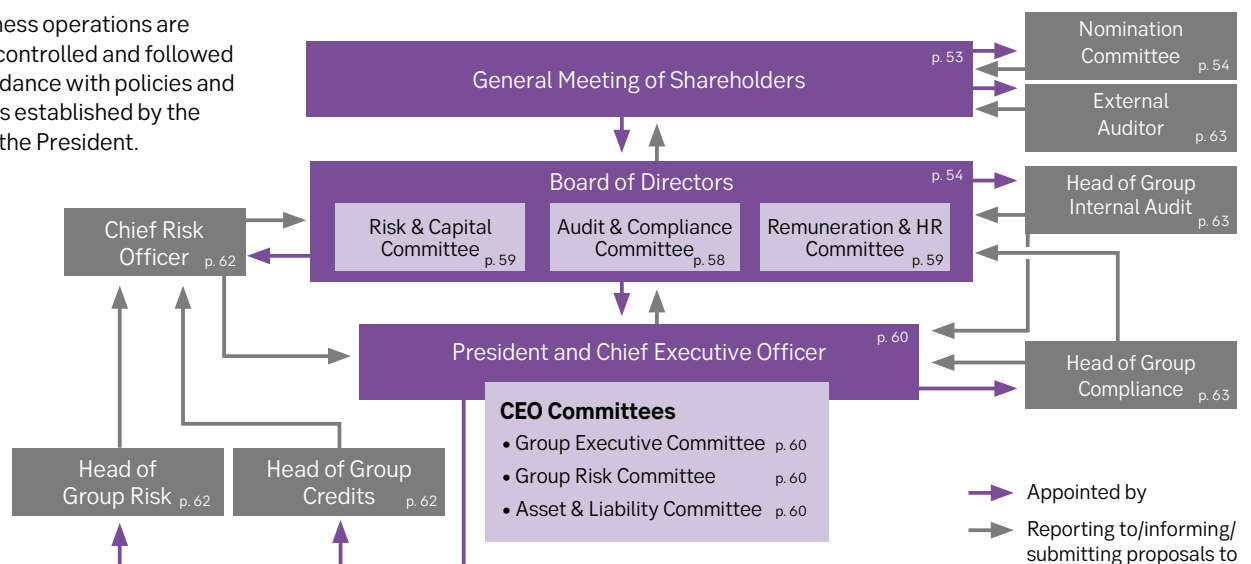 ness operations are
controlled and followed
dance with policies and
s established by the
the President.
General Meeting of Shareholders
p. 53
Nomination
Committee p. 54
External
Auditor p. 63
Board of Directors
p. 54
Risk & Capital
Committee
p. 59
Audit & Compliance
Committee
p. 58
Remuneration & HR
Committee
p. 59
Head of Group
Internal Audit
p. 63
Chief Risk
Officer p. 62
President and Chief Executive Officer
p. 60
Head of Group
Compliance p. 63
CEO Committees
• Group Executive Committee p. 60
• Group Risk Committee p. 60
• Asset & Liability Committee p. 60
Head of
Group Risk p. 62
Head of Group
Credits p. 62
Appointed by
Reporting to/informing/
submitting proposals to